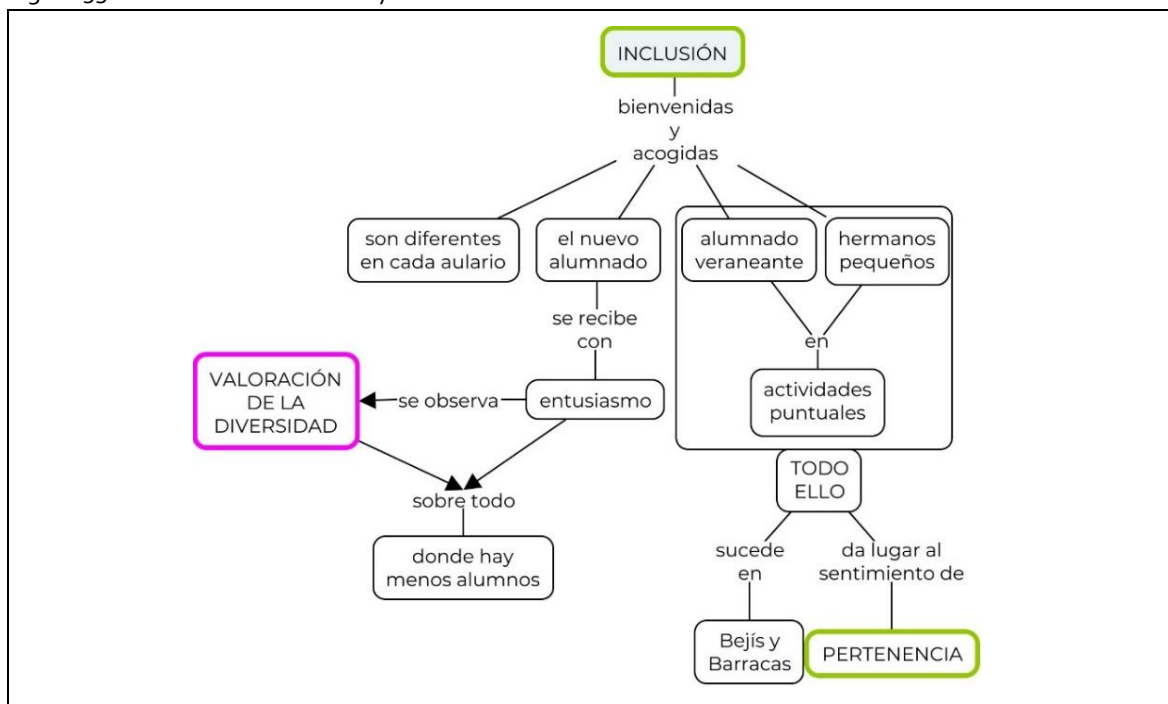 INCLUSIÓN
bienvenidas
y
acogidas
son diferentes
en cada aulario
el nuevo
alumnado
alumnado
veraneante
hermanos
pequeños
se recibe
con
en
VALORACIÓN
DE LA
DIVERSIDAD
se observa
entusiasmo
actividades
puntuales
TODO
ELLO
sobre todo
donde hay
menos alumnos
sucede
en
da lugar al
sentimiento de
Bejís y
Barracas
PERTENENCIA